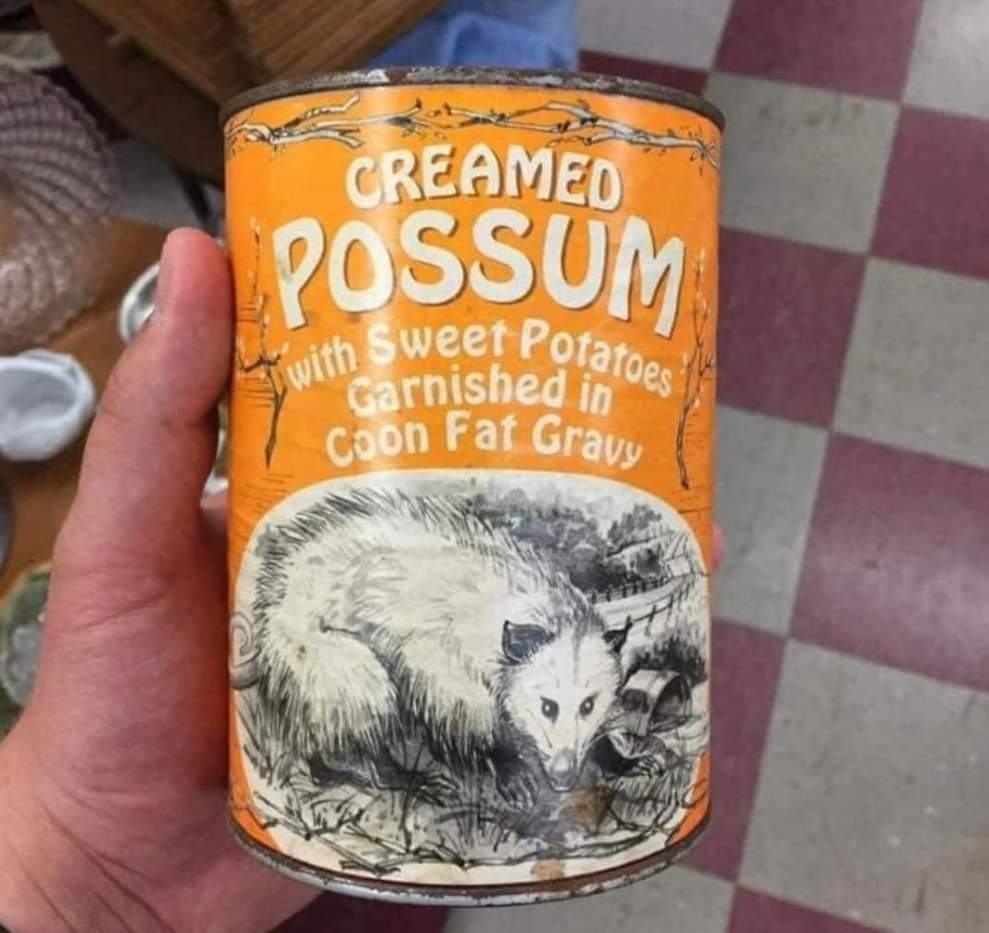 CREAMED
POSSUM
with Sweet Potatoes
Garnished in
Coon Fat Gravy